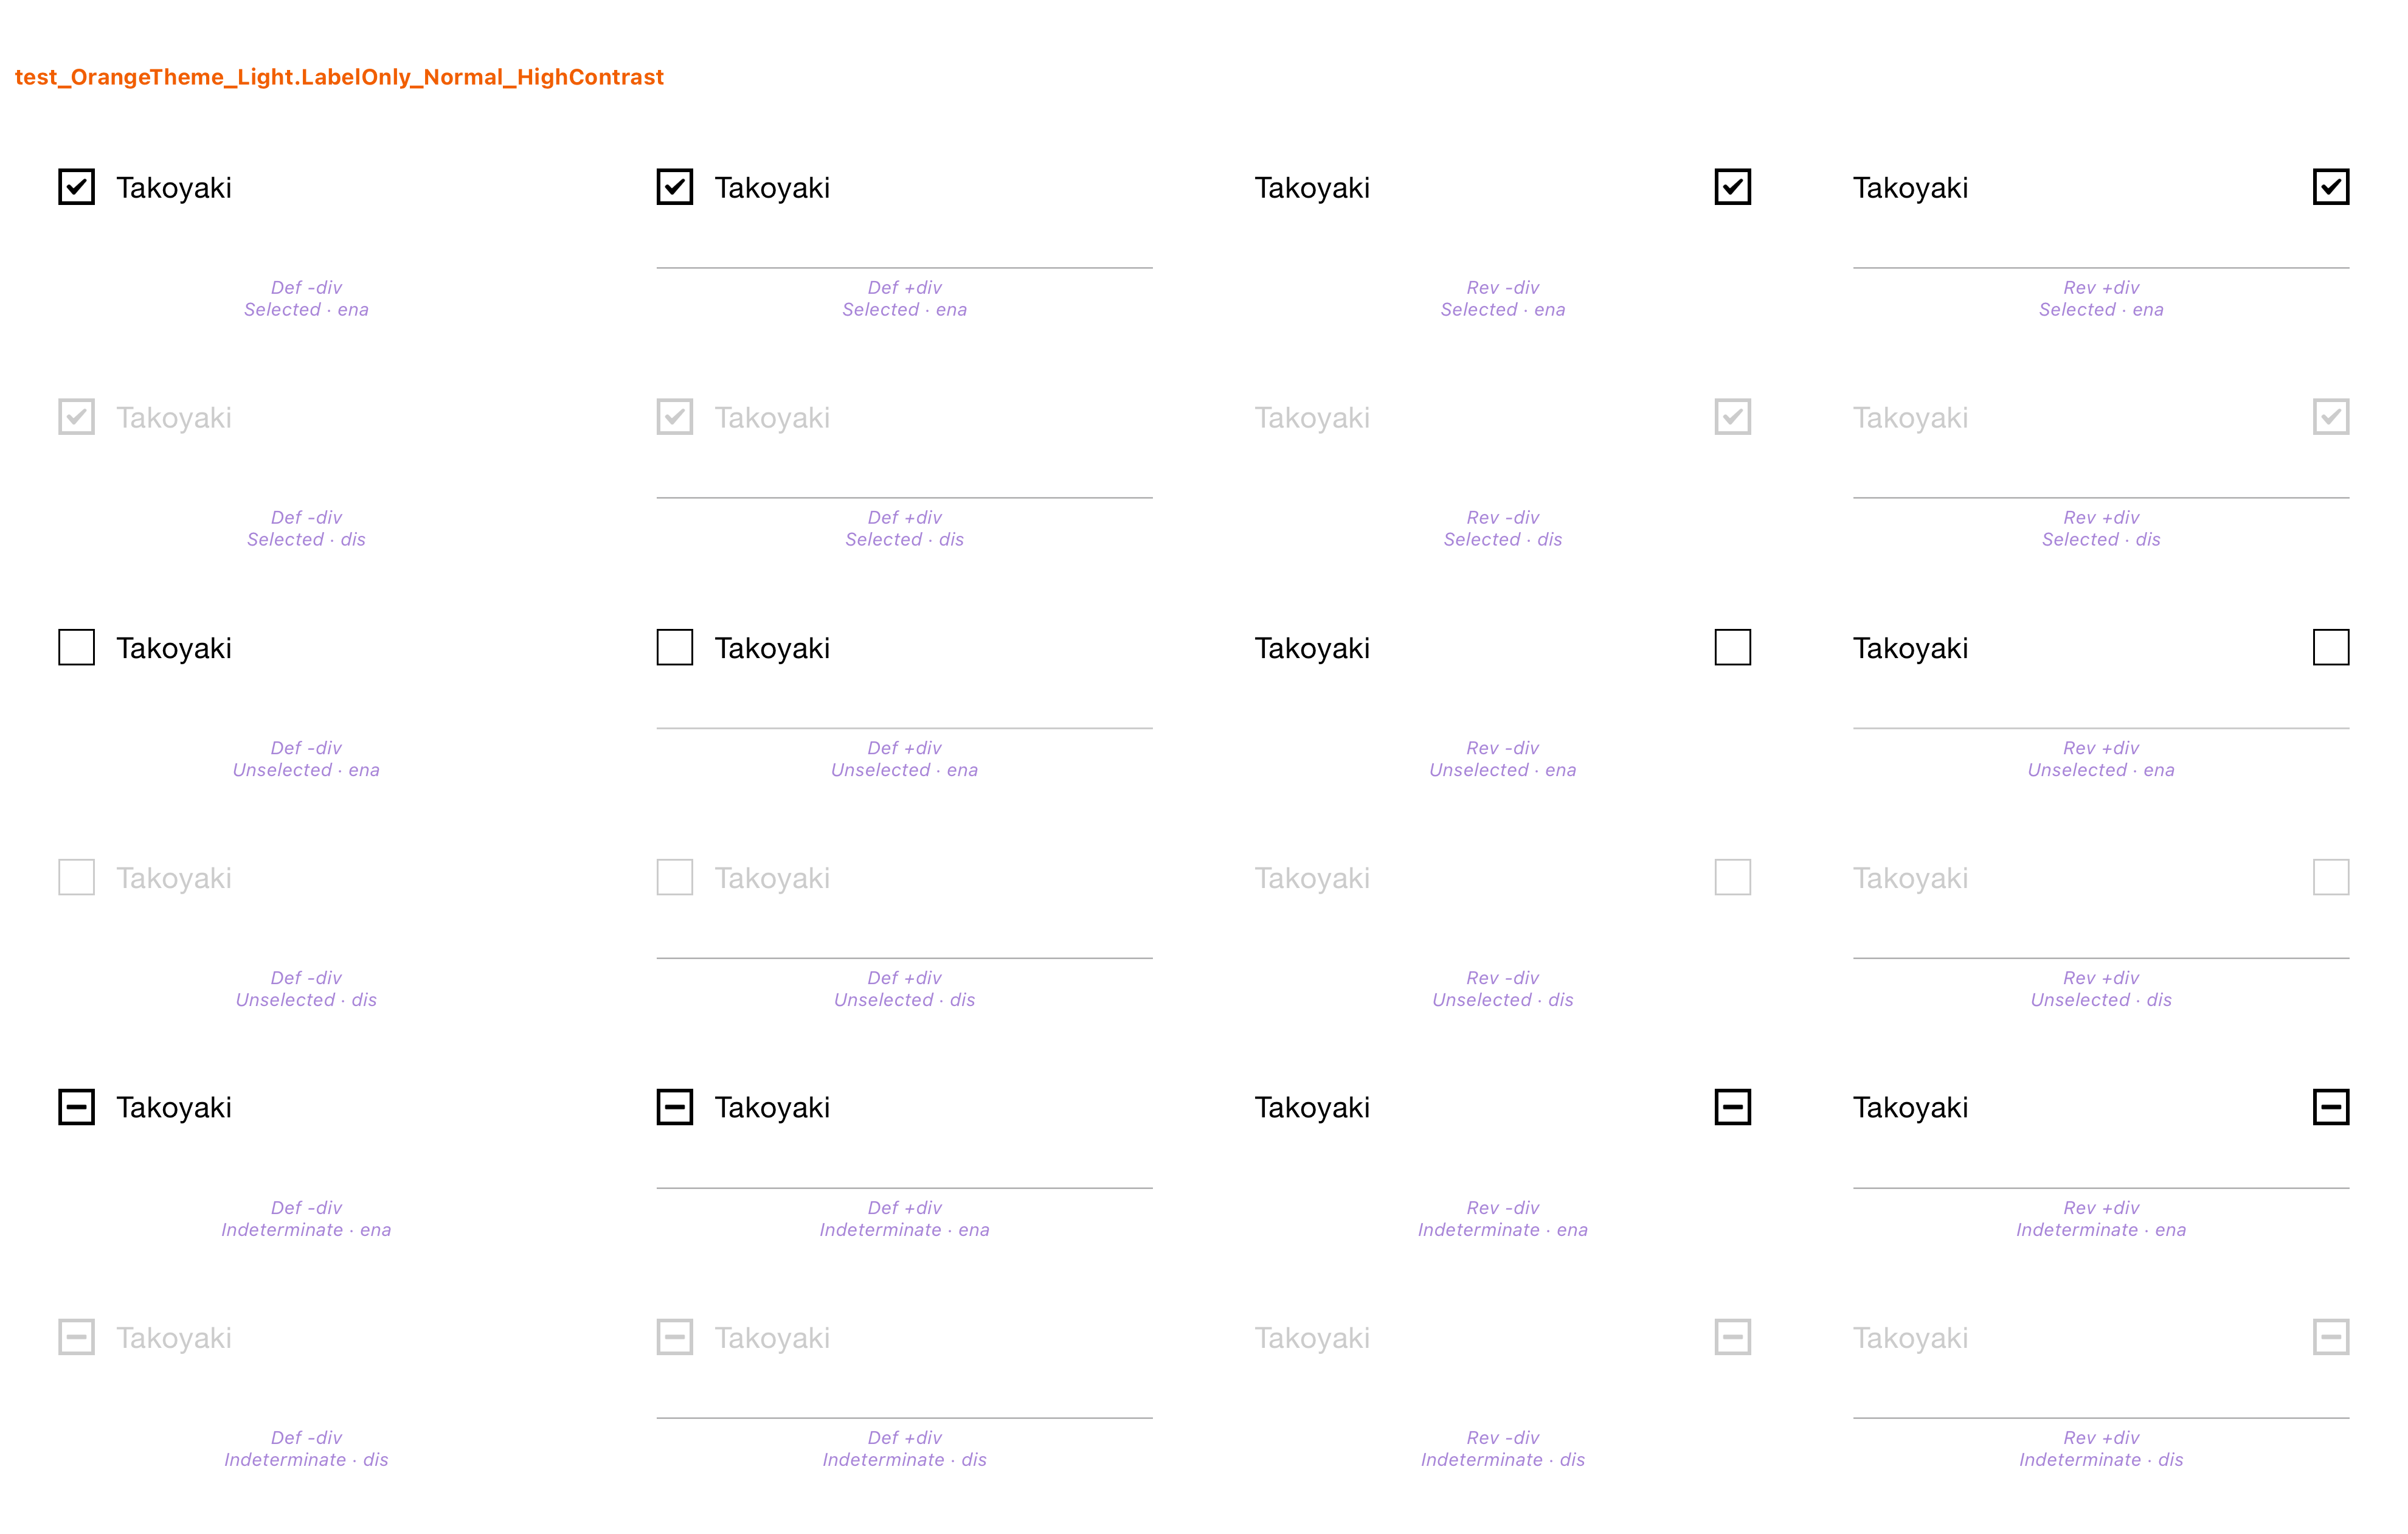 test_OrangeTheme_Light.LabelOnly_Normal_HighContrast
Takoyaki Takoyaki Takoyaki Takoyaki
Def -div Def +div Rev -div Rev +div
Selected · ena Selected · ena Selected · ena Selected · ena
Takoyaki Takoyaki Takoyaki Takoyaki
Def -div Def +div Rev -div Rev +div
Selected · dis Selected · dis Selected · dis Selected · dis
Takoyaki Takoyaki Takoyaki Takoyaki
Def -div Def +div Rev -div Rev +div
Unselected · ena Unselected · ena Unselected · ena Unselected · ena
Takoyaki Takoyaki Takoyaki Takoyaki
Def -div Def +div Rev -div Rev +div
Unselected · dis Unselected · dis Unselected · dis Unselected · dis
Takoyaki Takoyaki Takoyaki Takoyaki
Def -div Def +div Rev -div Rev +div
Indeterminate · ena Indeterminate · ena Indeterminate · ena Indeterminate · ena
Takoyaki Takoyaki Takoyaki Takoyaki
Def -div Def +div Rev -div Rev +div
Indeterminate · dis Indeterminate · dis Indeterminate · dis Indeterminate · dis